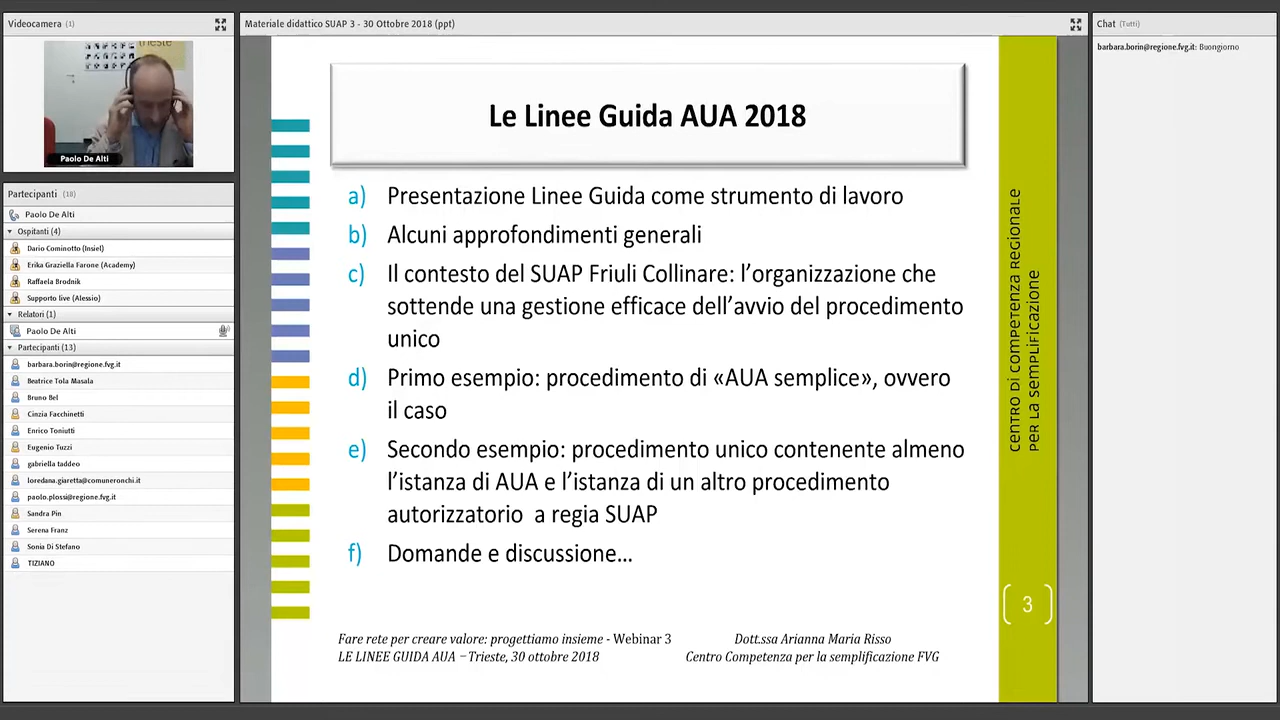 Videocamera (1)
trieste
Paolo De Alti
Partecipanti (18)
Paolo De Alti
Ospitanti (4)
Dario Cominotto (Insiel)
Erika Graziella Farone (Academy)
Raffaela Brodnik
Supporto live (Alessio)
Relatori (1)
Paolo De Alti
Partecipanti (13)
barbara.borin@regione.fvg.it
Beatrice Tola Masala
Bruno Bel
Cinzia Facchinetti
Enrico Toniutti
Eugenio Tuzzi
gabriella taddeo
loredana.giaretta@comuneronchi.it
paolo.plossi@regione.fvg.it
Sandra Pin
Serena Franz
Sonia Di Stefano
TIZIANO
Materiale didattico SUAP 3 - 30 Ottobre 2018 (ppt)
Le Linee Guida AUA 2018
a) Presentazione Linee Guida come strumento di lavoro
b) Alcuni approfondimenti generali
c) Il contesto del SUAP Friuli Collinare: l’organizzazione che
sottende una gestione efficace dell’avvio del procedimento
unico
d) Primo esempio: procedimento di «AUA semplice», ovvero
il caso
e) Secondo esempio: procedimento unico contenente almeno
l’istanza di AUA e l’istanza di un altro procedimento
autorizzatorio a regia SUAP
f) Domande e discussione…
Fare rete per creare valore: progettiamo insieme - Webinar 3
LE LINEE GUIDA AUA – Trieste, 30 ottobre 2018
Dott.ssa Arianna Maria Risso
Centro Competenza per la semplificazione FVG
CENTRO DI COMPETENZA REGIONALE
PER LA SEMPLIFICAZIONE
3
Chat (Tutti)
barbara.borin@regione.fvg.it: Buongiorno